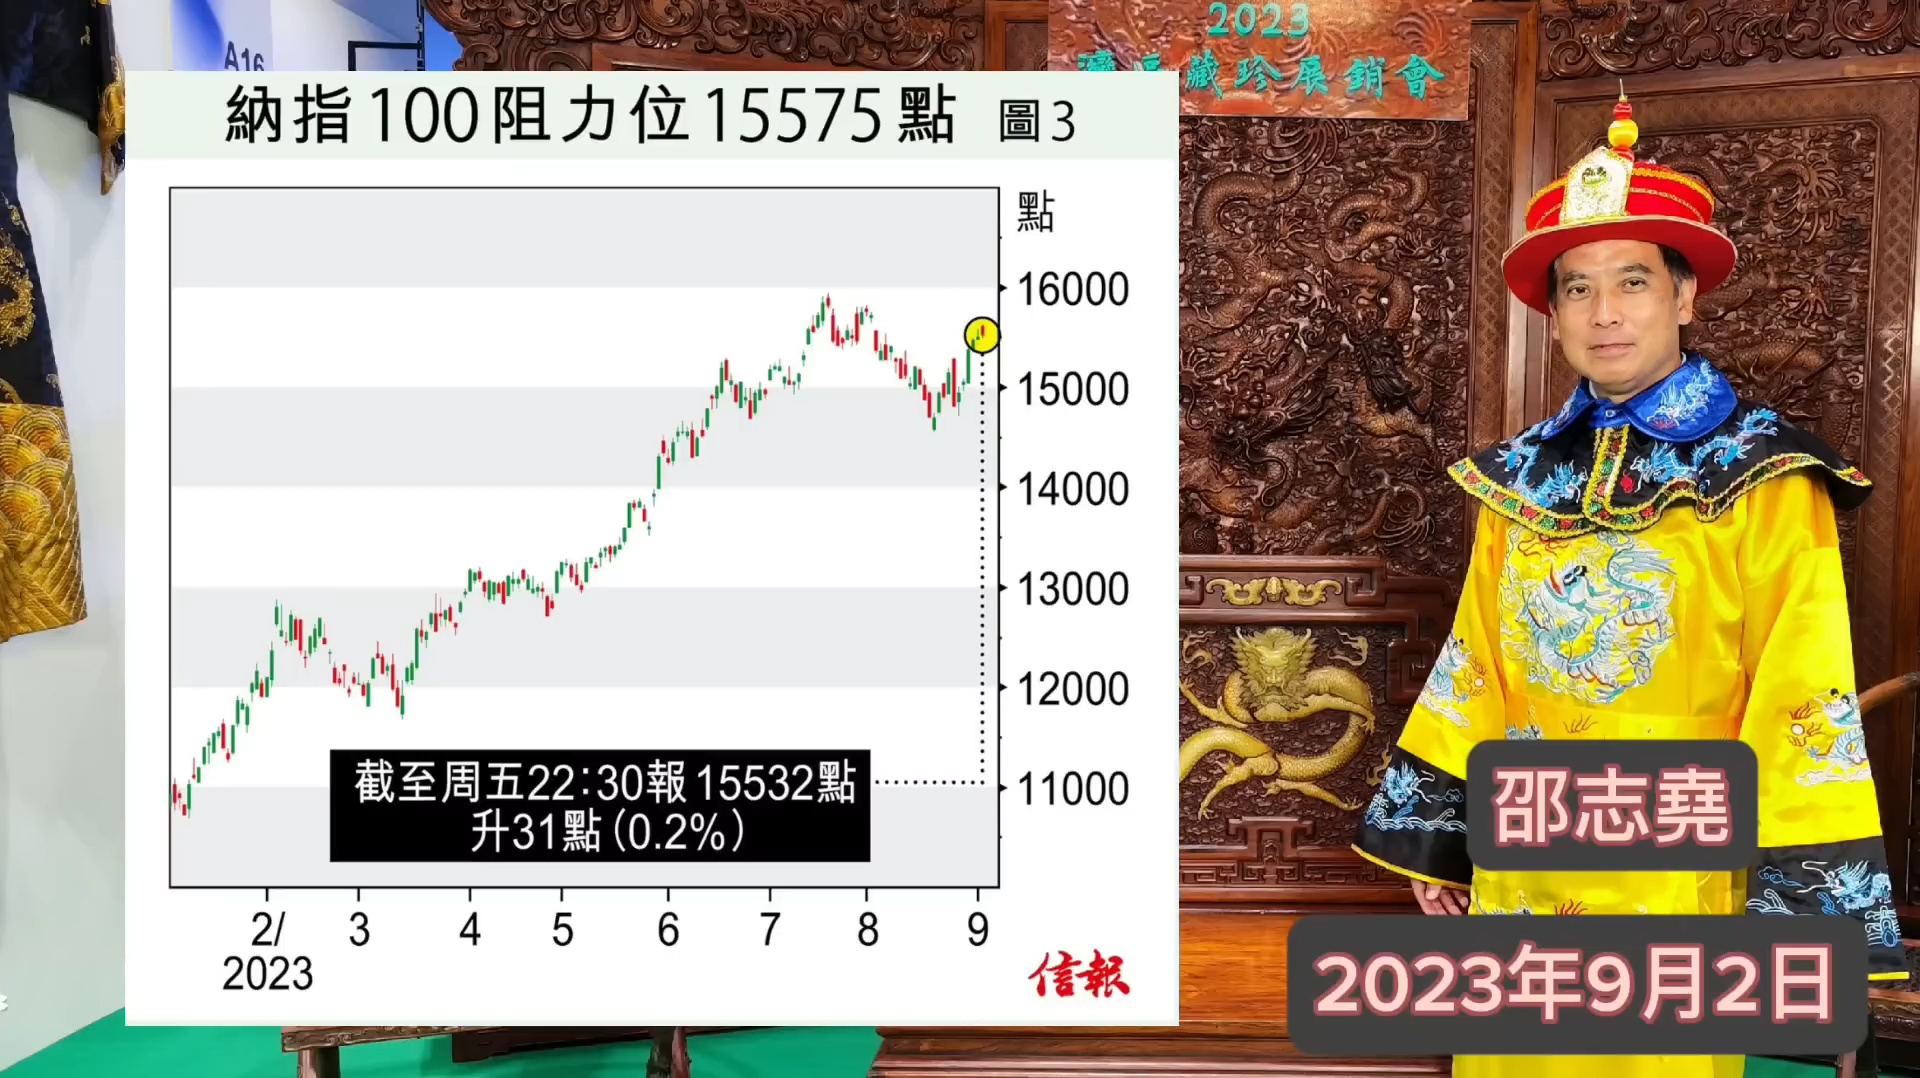 A16
2023
藏珍展銷會
納指100阻力位15575點 圖3
點
16000
15000
14000
13000
12000
11000
截至周五22:30報15532點
升31點(0.2%)
2/ 3 4 5 6 7 8 9
2023
信報
邵志堯
2023年9月2日